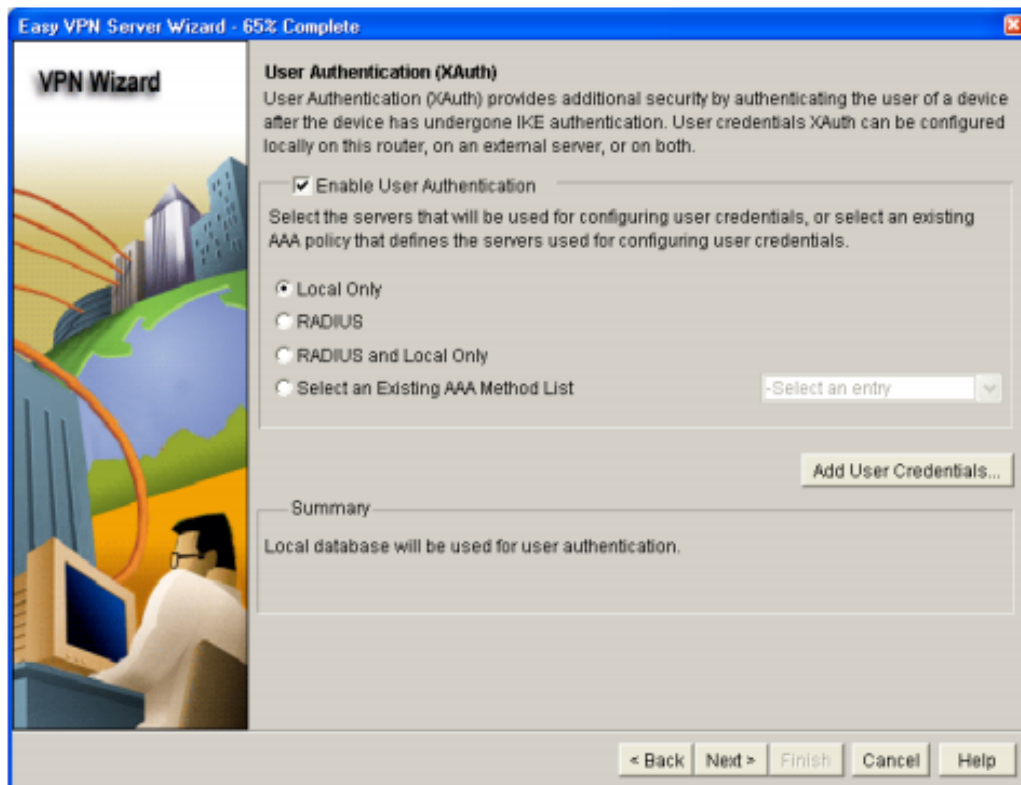 Easy VPN Server Wizard - 65% Complete
VPN Wizard
User Authentication (XAuth)
User Authentication (XAuth) provides additional security by authenticating the user of a device
after the device has undergone IKE authentication. User credentials XAuth can be configured
locally on this router, on an external server, or on both.
Enable User Authentication
Select the servers that will be used for configuring user credentials, or select an existing
AAA policy that defines the servers used for configuring user credentials.
Local Only
RADIUS
RADIUS and Local Only
Select an Existing AAA Method List
-Select an entry
Add User Credentials...
Summary
Local database will be used for user authentication.
< Back
Next >
Finish
Cancel
Help